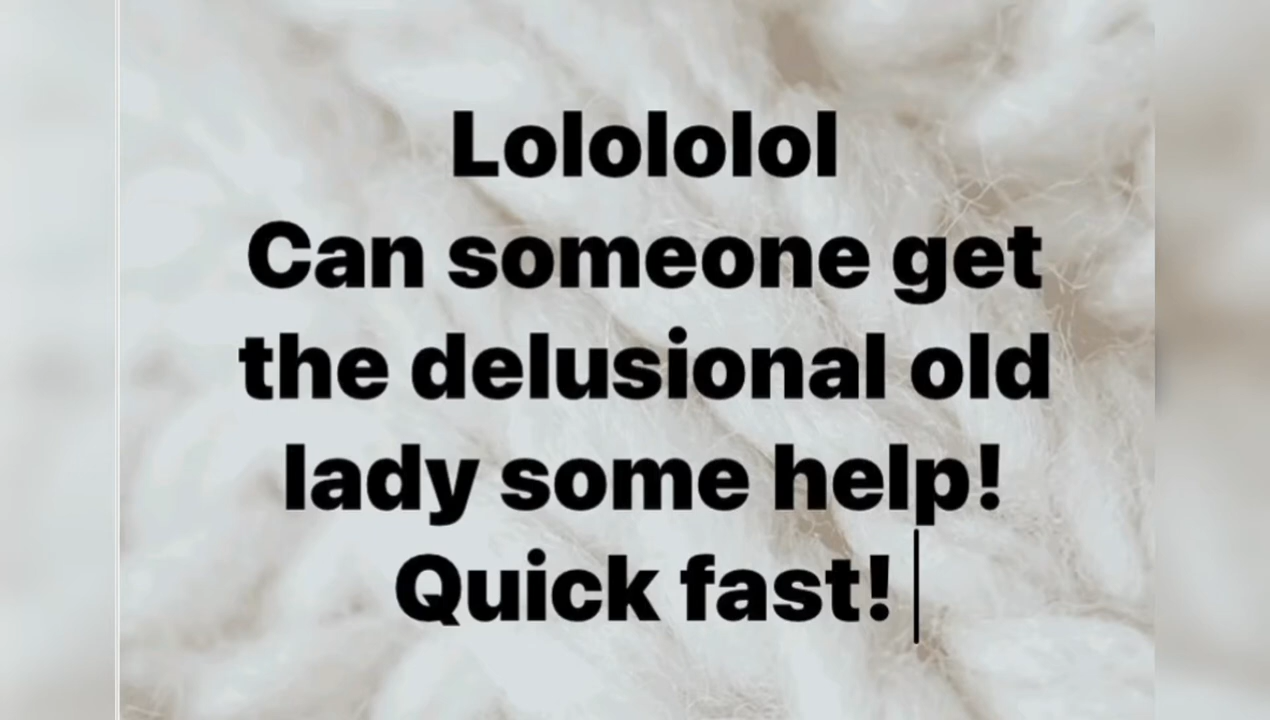 Lolololol
Can someone get
the delusional old
lady some help!
Quick fast!